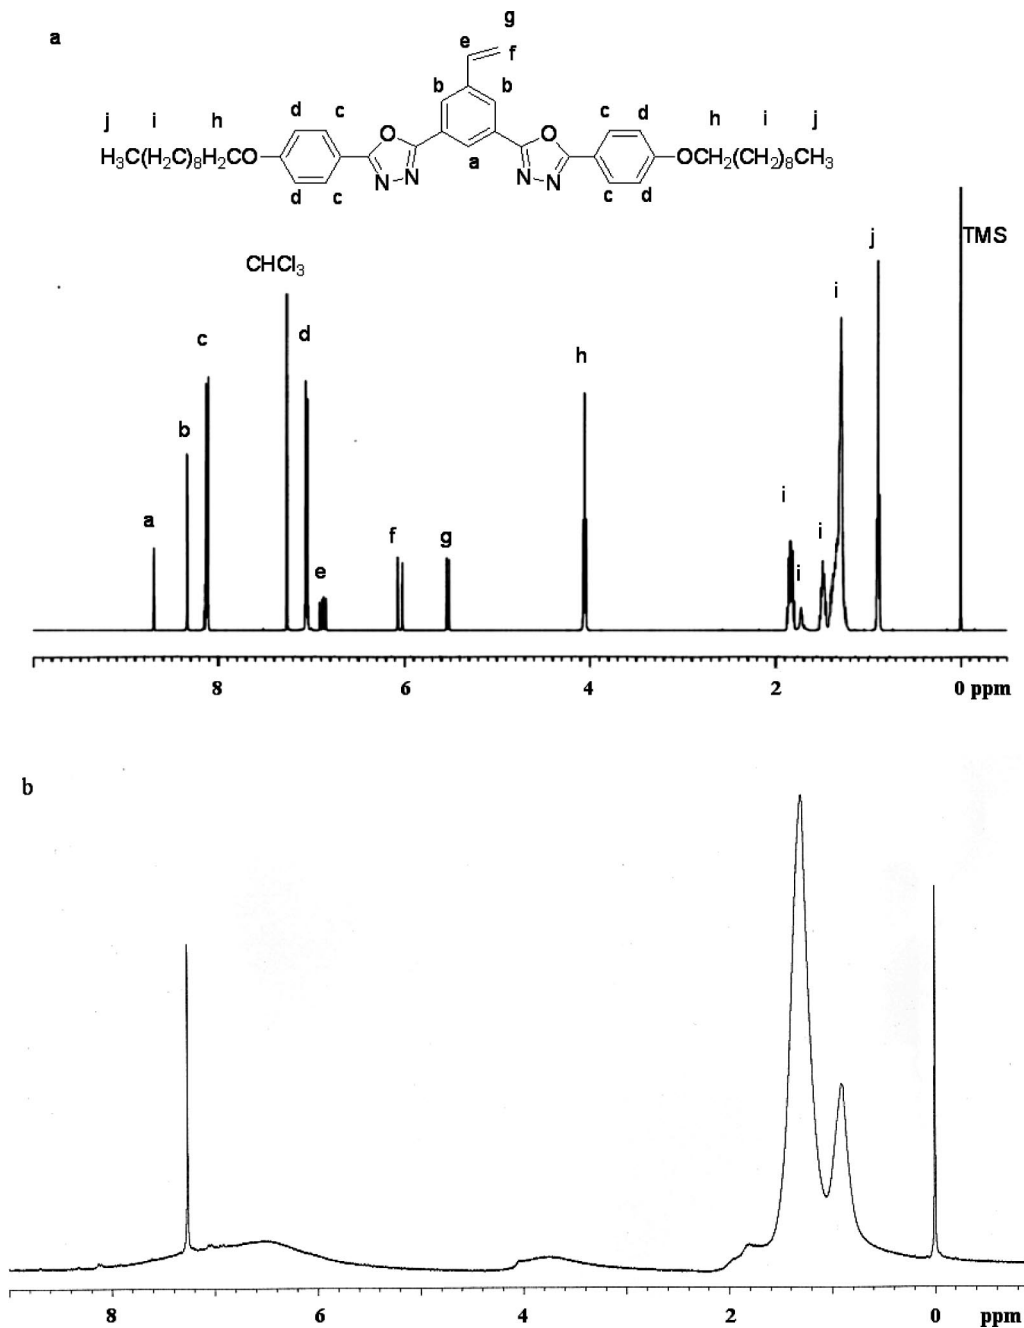 g
a
e
f
b b
j i h d c c d h i j
O O
H3C(H2C)8H2CO OCH2(CH2)8CH3
a
N N N N
d c c d
TMS
j
CHCl3
i
d
c
h
b
i
a
f g i
e i
8 6 4 2 0 ppm
b
8 6 4 2 0 ppm